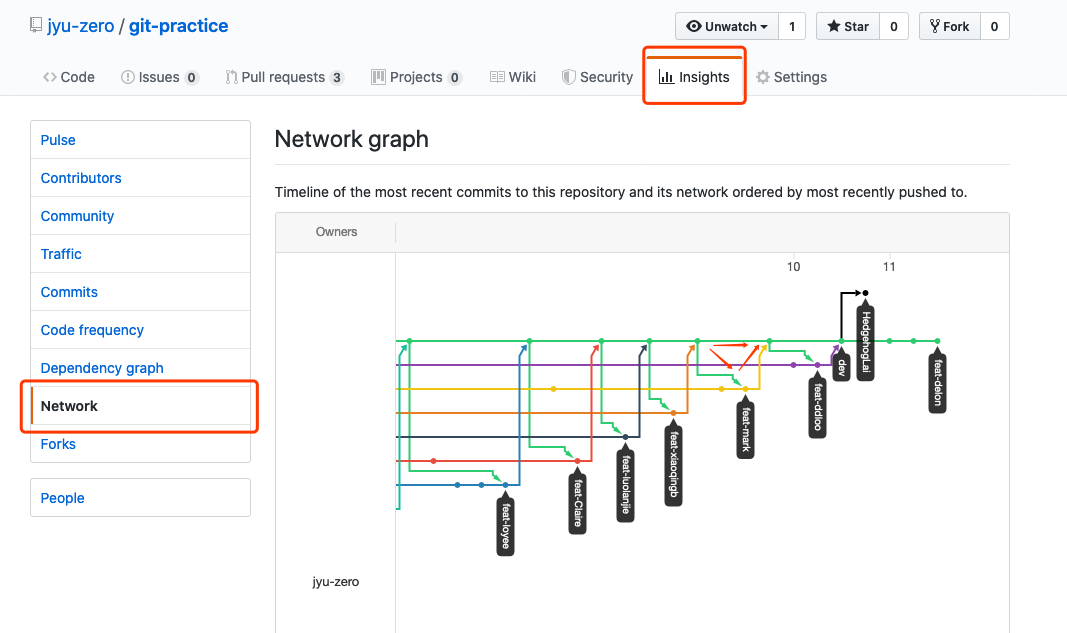 jyu-zero / git-practice
Unwatch 1 Star 0 Fork 0
Code Issues 0 Pull requests 3 Projects 0 Wiki Security Insights Settings
Pulse
Contributors
Community
Traffic
Commits
Code frequency
Dependency graph
Network
Forks
People
Network graph
Timeline of the most recent commits to this repository and its network ordered by most recently pushed to.
Owners
10 11
HedgehogLai
dev
feat-delon
feat-ddloo
feat-mark
feat-xiaoqingb
feat-luolanjie
feat-Claire
feat-loyee
jyu-zero